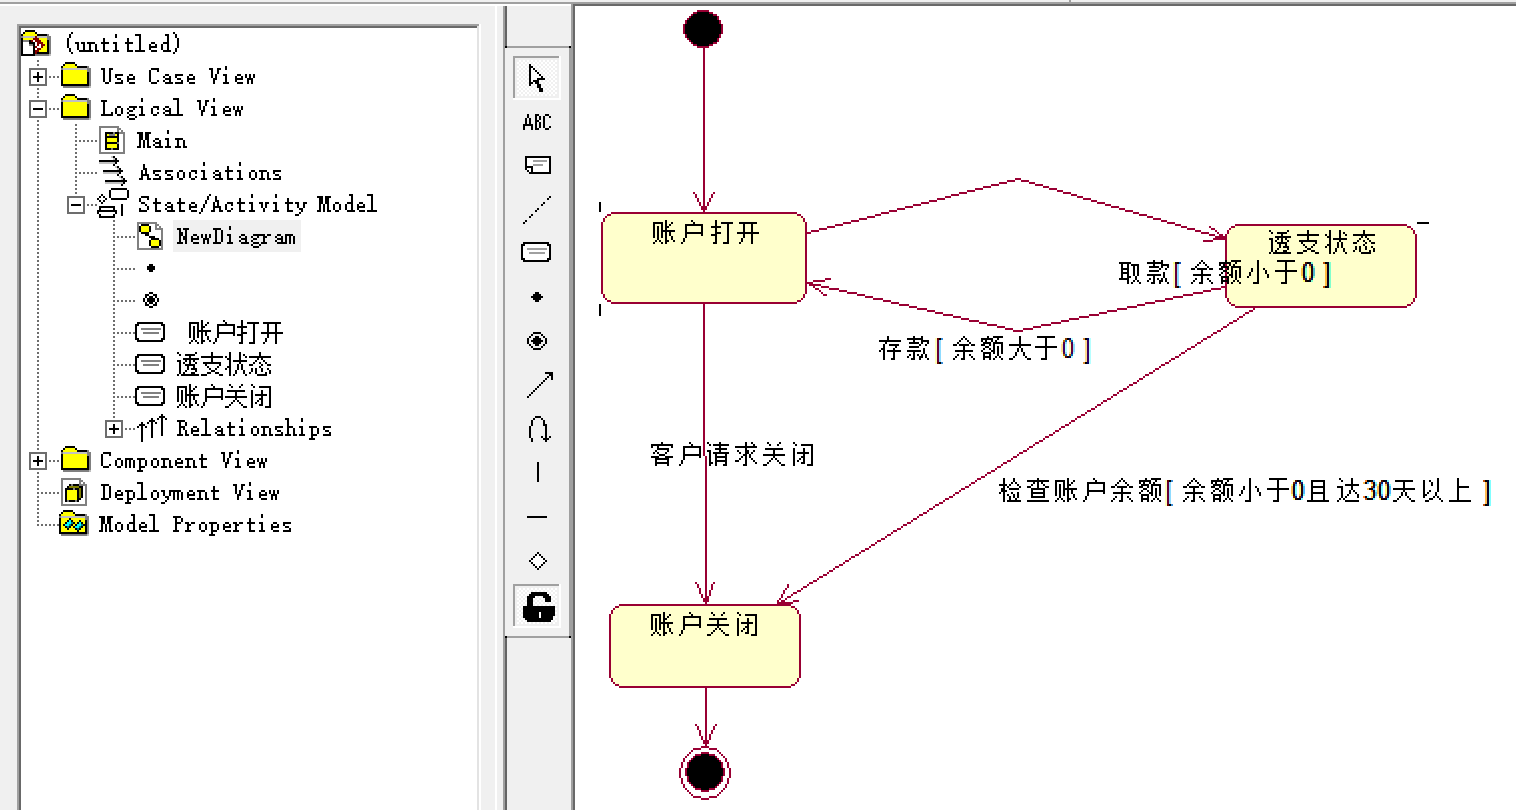 (untitled)
Use Case View
Logical View
Main
Associations
State/Activity Model
NewDiagram
账户打开
透支状态
账户关闭
Relationships
Component View
Deployment View
Model Properties
ABC
账户打开
透支状态
取款[ 余额小于0 ]
存款[ 余额大于0 ]
客户请求关闭
检查账户余额[ 余额小于0且达30天以上 ]
账户关闭